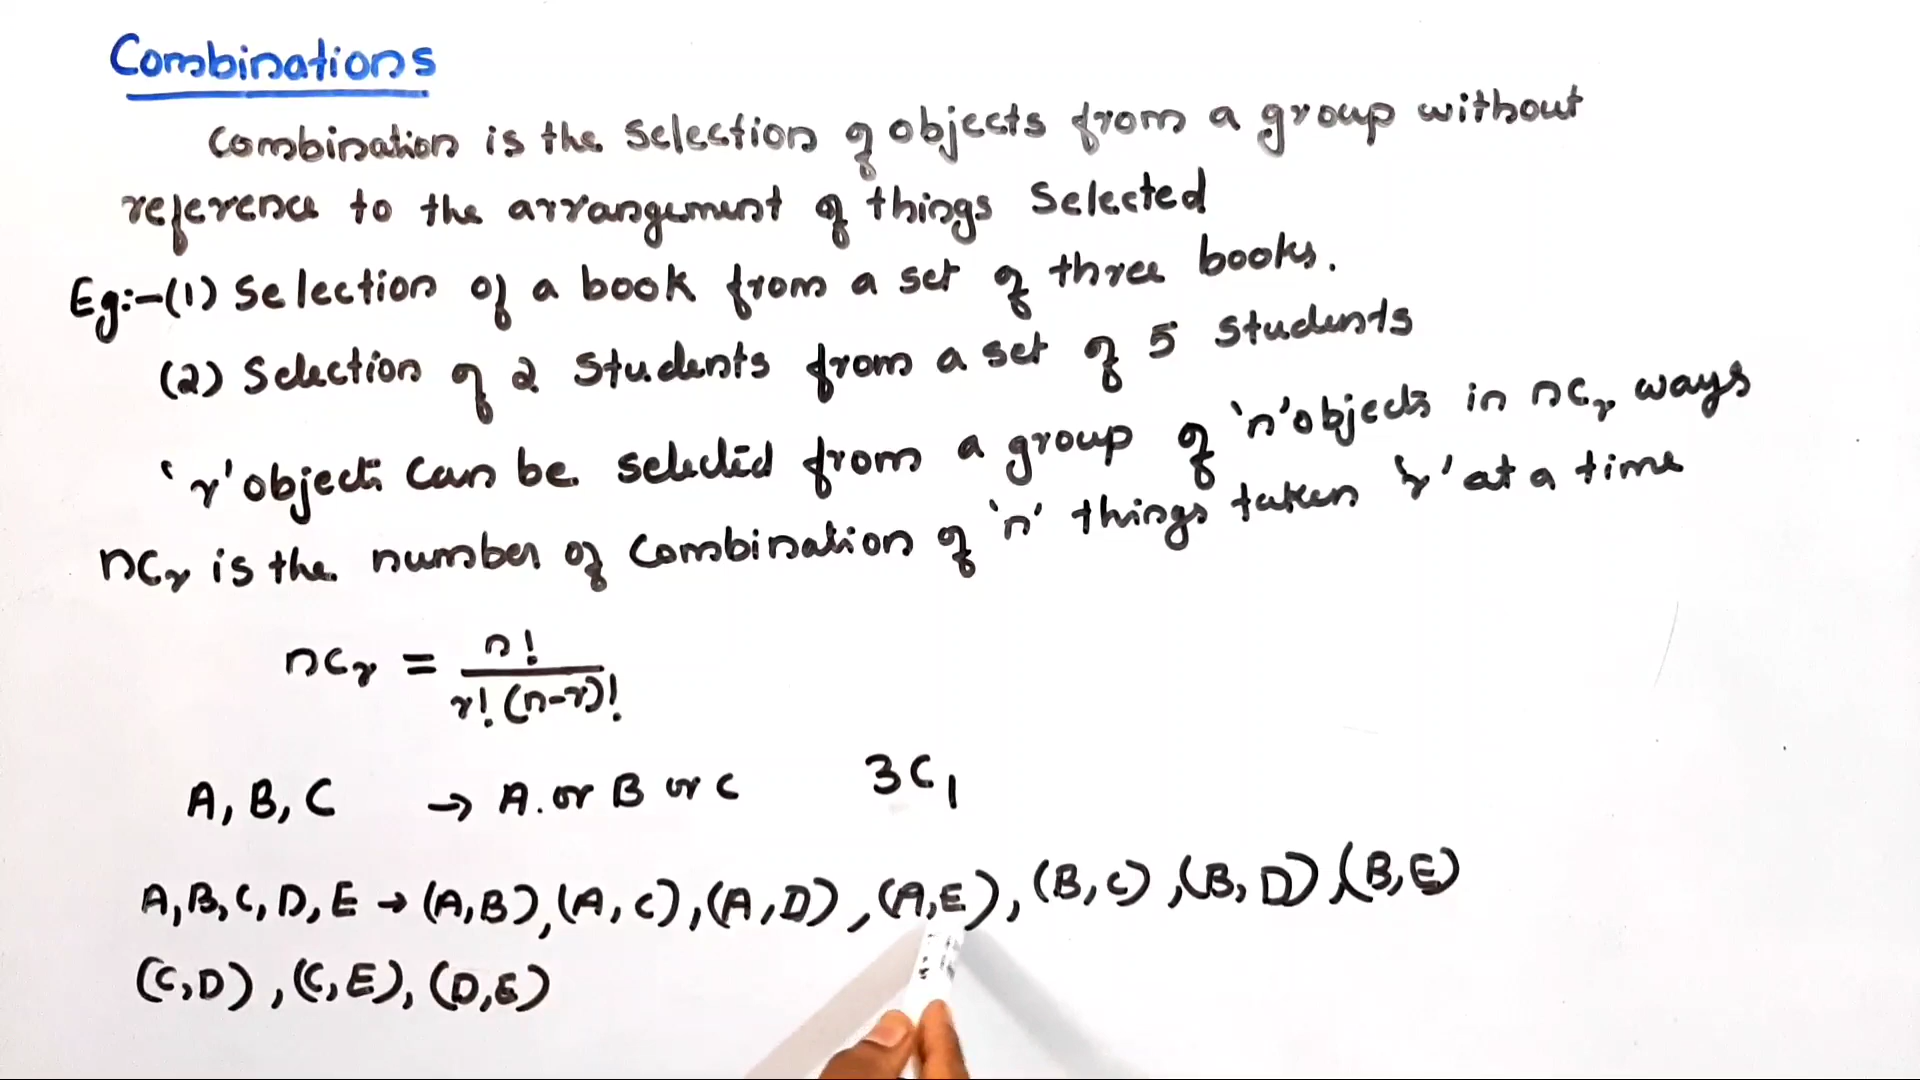 Combinations
Combination is the selection of objects from a group without
reference to the arrangement of things selected
Eg:-(1) Selection of a book from a set of three books.
(2) Selection of 2 students from a set of 5 students
'r' object can be selected from a group of 'n' objects in nCr ways
nCr is the number of combination of 'n' things taken 'r' at a time
nCr = n! / r! (n-r)!
A, B, C → A. or B or C 3C1
A, B, C, D, E → (A,B), (A,C), (A,D), (A,E), (B,C), (B,D), (B,E)
(C,D), (C,E), (D,E)